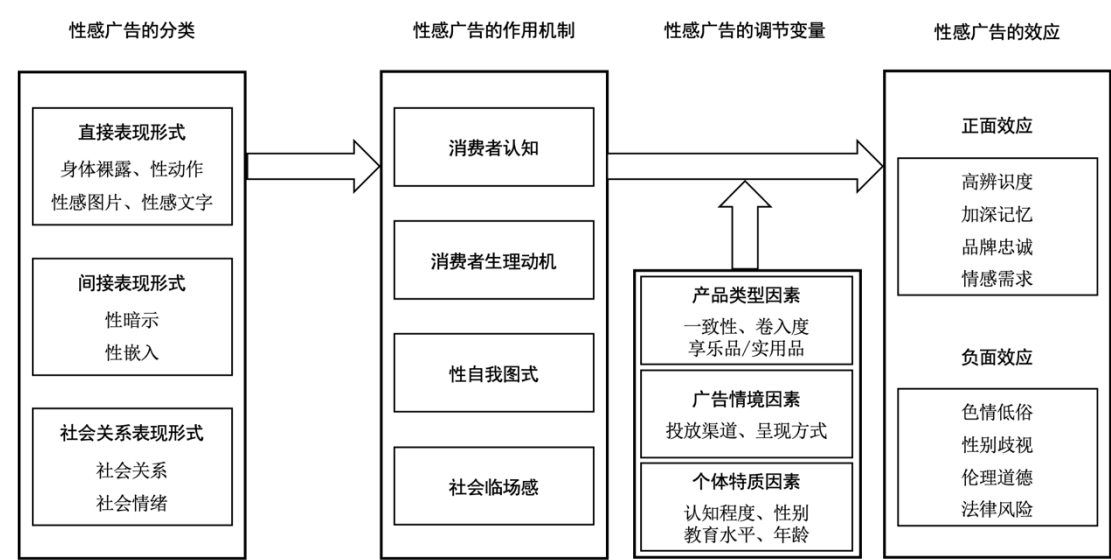 性感广告的分类
直接表现形式
身体裸露、性动作
性感图片、性感文字
间接表现形式
性暗示
性嵌入
社会关系表现形式
社会关系
社会情绪
性感广告的作用机制
消费者认知
消费者生理动机
性自我图式
社会临场感
性感广告的调节变量
产品类型因素
一致性、卷入度
享乐品/实用品
广告情境因素
投放渠道、呈现方式
个体特质因素
认知程度、性别
教育水平、年龄
性感广告的效应
正面效应
高辨识度
加深记忆
品牌忠诚
情感需求
负面效应
色情低俗
性别歧视
伦理道德
法律风险